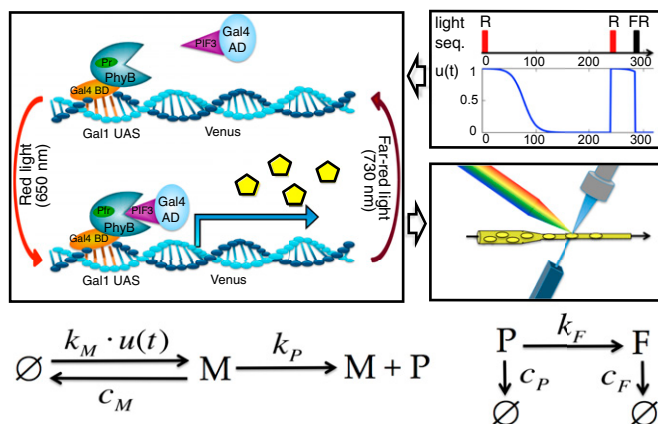 Pr
PhyB
Gal4 BD
PIF3
Gal4
AD
Gal1 UAS
Venus
Red light
(650 nm)
Far-red light
(730 nm)
Pfr
PhyB
Gal4 BD
PIF3
Gal4
AD
Gal1 UAS
Venus
light
seq.
R R FR
0 100 200 300
u(t)
1
0
0 100 200 300
k_M · u(t)
∅ M
c_M
k_P
M + P
P k_F F
c_P c_F
∅ ∅